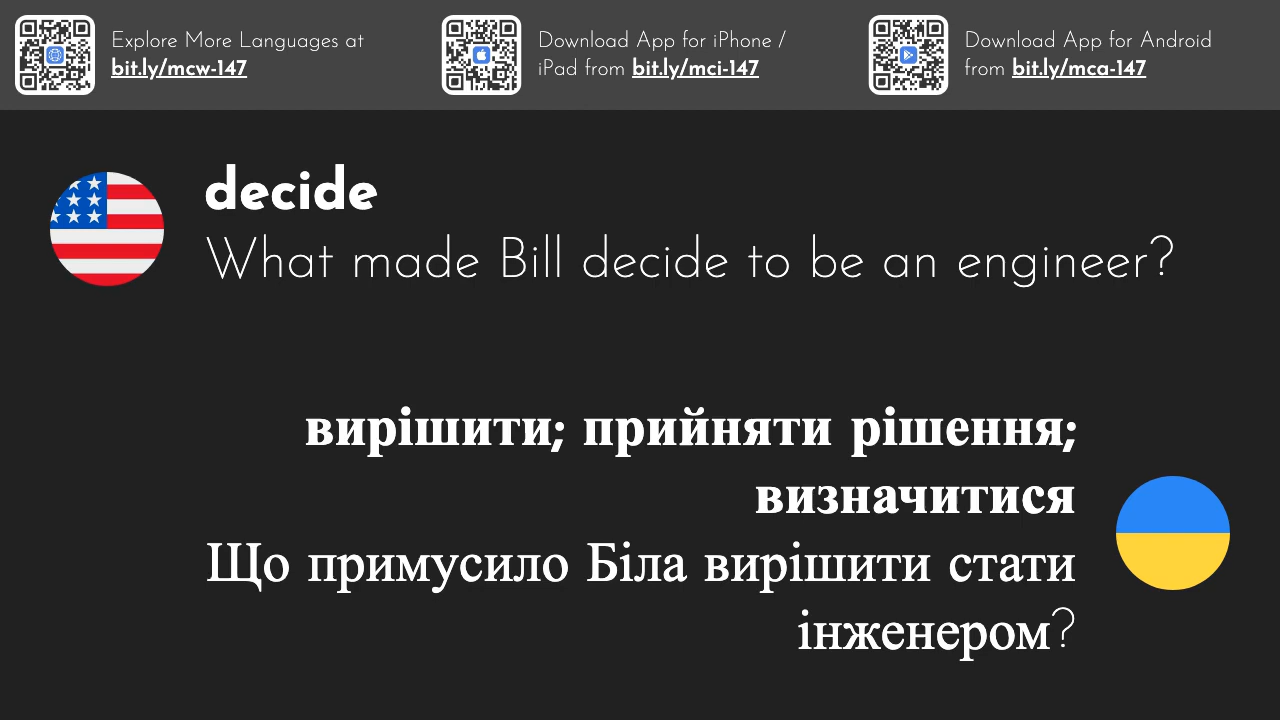 Explore More Languages at
bit.ly/mcw-147
Download App for iPhone /
iPad from bit.ly/mci-147
Download App for Android
from bit.ly/mca-147
decide
What made Bill decide to be an engineer?
вирішити; прийняти рішення;
визначитися
Що примусило Біла вирішити стати
інженером?